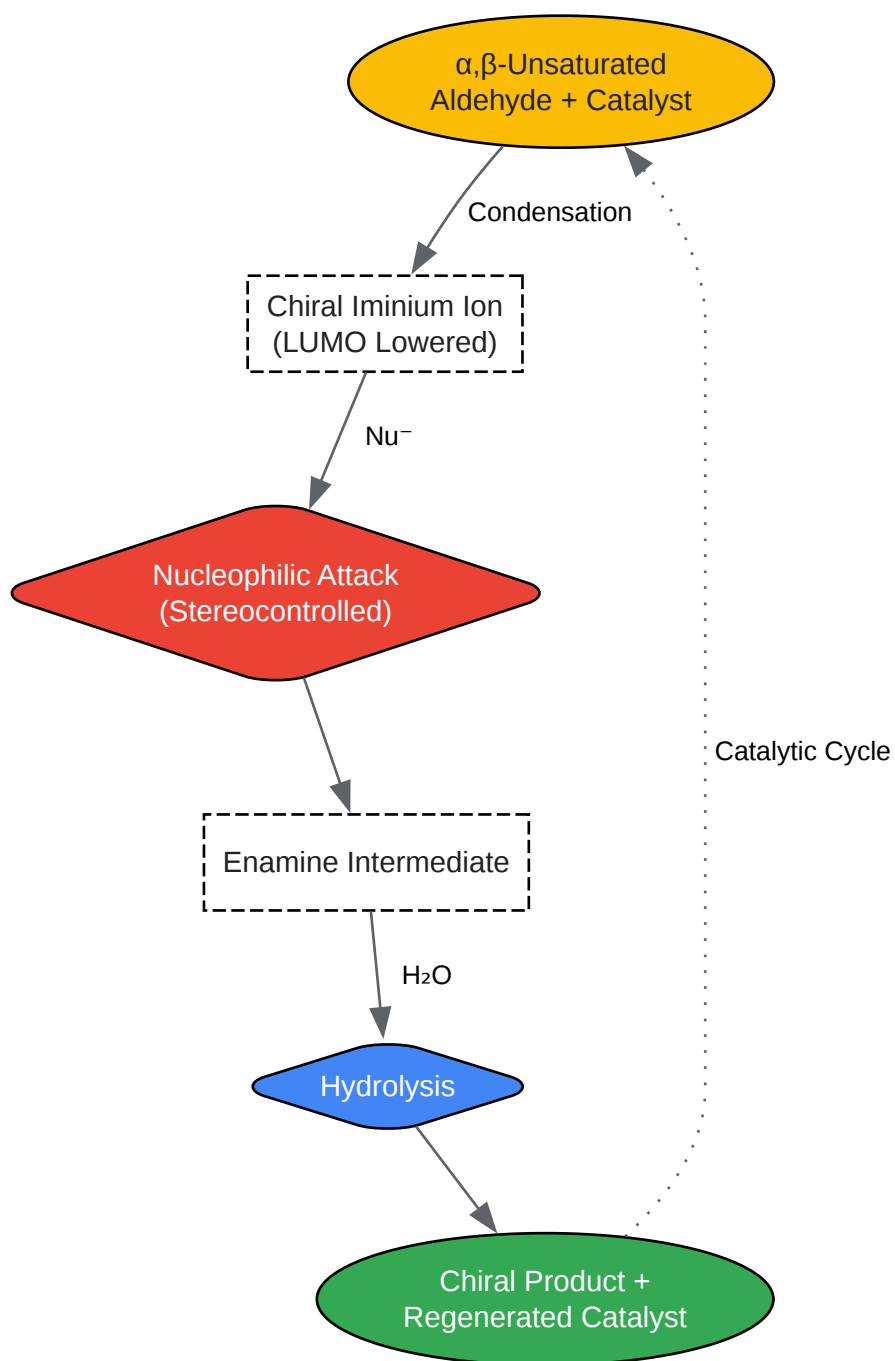 α,β-Unsaturated
Aldehyde + Catalyst
Condensation
Chiral Iminium Ion
(LUMO Lowered)
Nu⁻
Nucleophilic Attack
(Stereocontrolled)
Catalytic Cycle
Enamine Intermediate
H₂O
Hydrolysis
Chiral Product +
Regenerated Catalyst